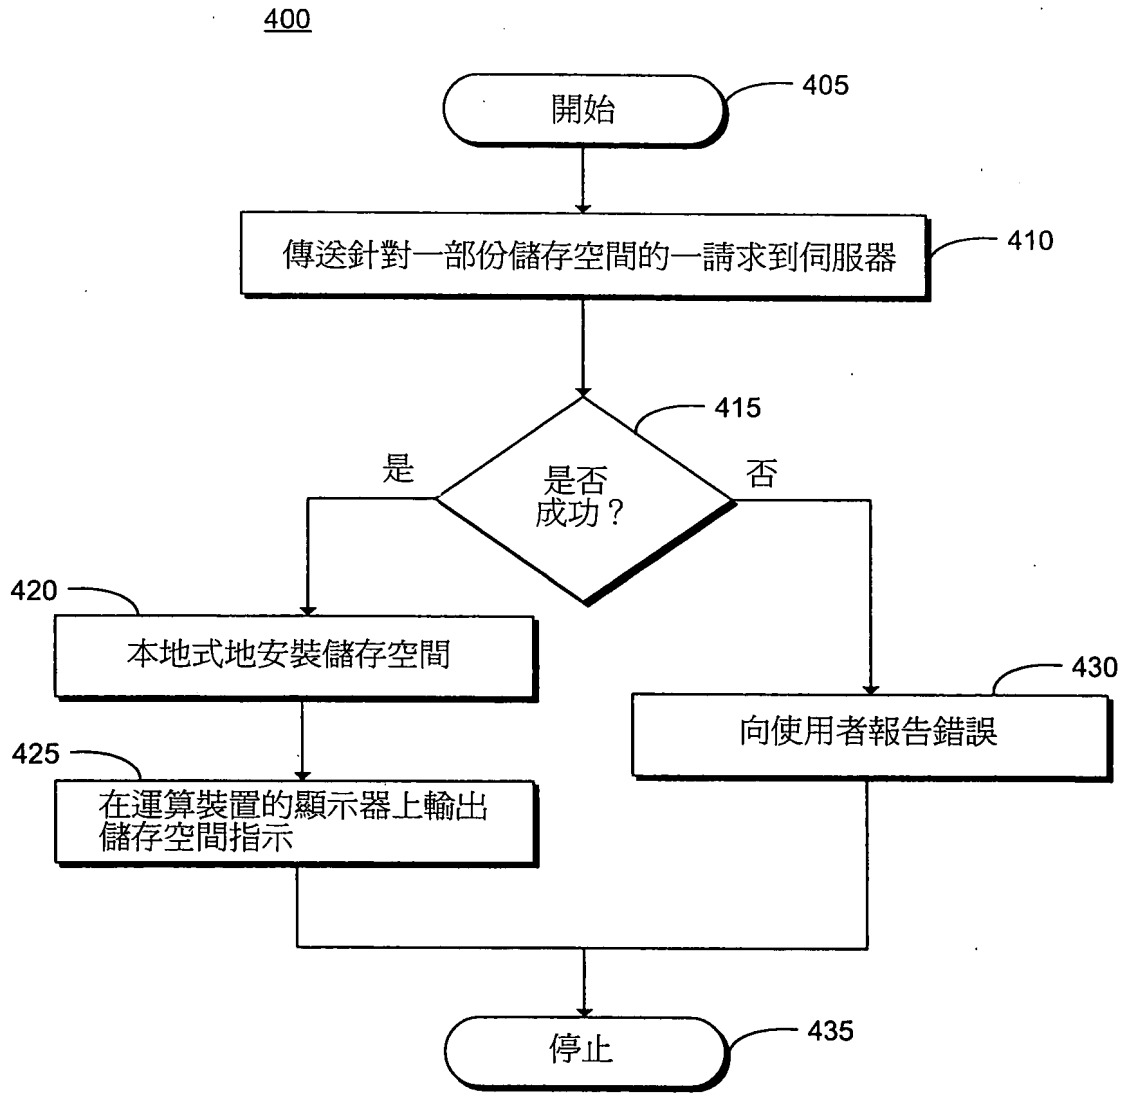 400
開始
405
傳送針對一部份儲存空間的一請求到伺服器
410
415
是
是否
成功？
否
420
本地式地安裝儲存空間
430
向使用者報告錯誤
425
在運算裝置的顯示器上輸出
儲存空間指示
停止
435